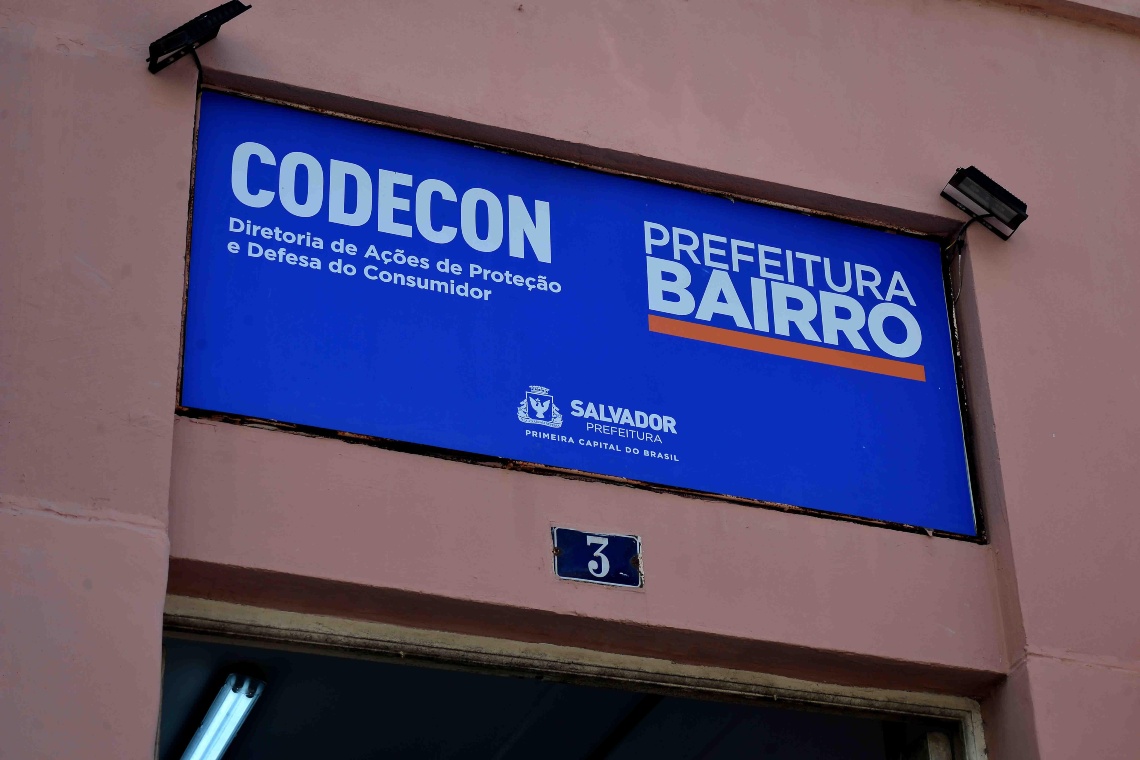 CODECON
Diretoria de Ações de Proteção
e Defesa do Consumidor
PREFEITURA
BAIRRO
SALVADOR
PREFEITURA
PRIMEIRA CAPITAL DO BRASIL
3